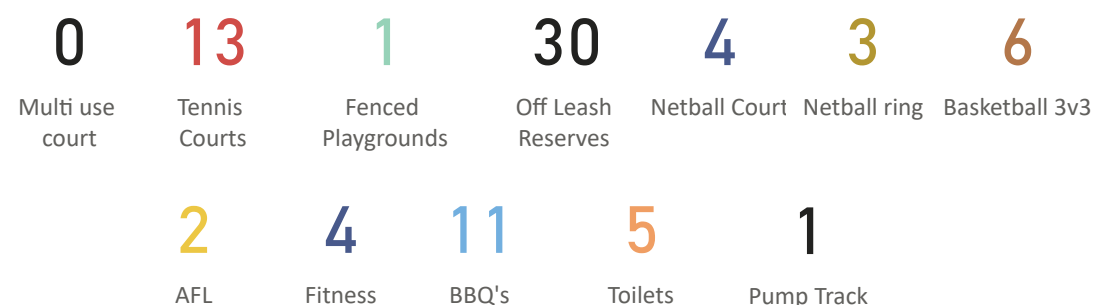 0 13 1 30 4 3 6
Multi use Tennis Fenced Off Leash Netball Court Netball ring Basketball 3v3
court Courts Playgrounds Reserves
2 4 11 5 1
AFL Fitness BBQ's Toilets Pump Track